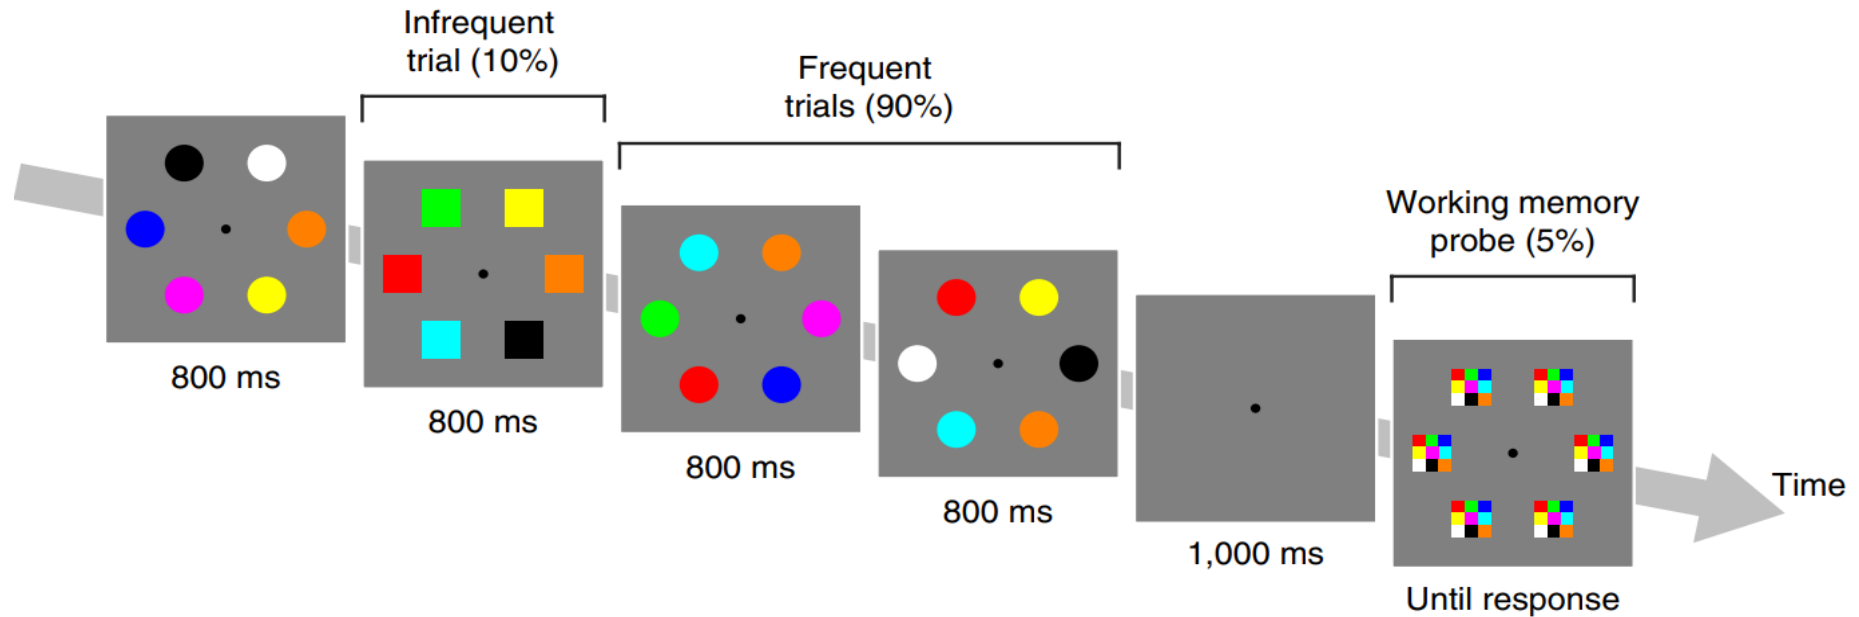 Infrequent
trial (10%)
Frequent
trials (90%)
Working memory
probe (5%)
800 ms
800 ms
800 ms
800 ms
1,000 ms
Until response
Time